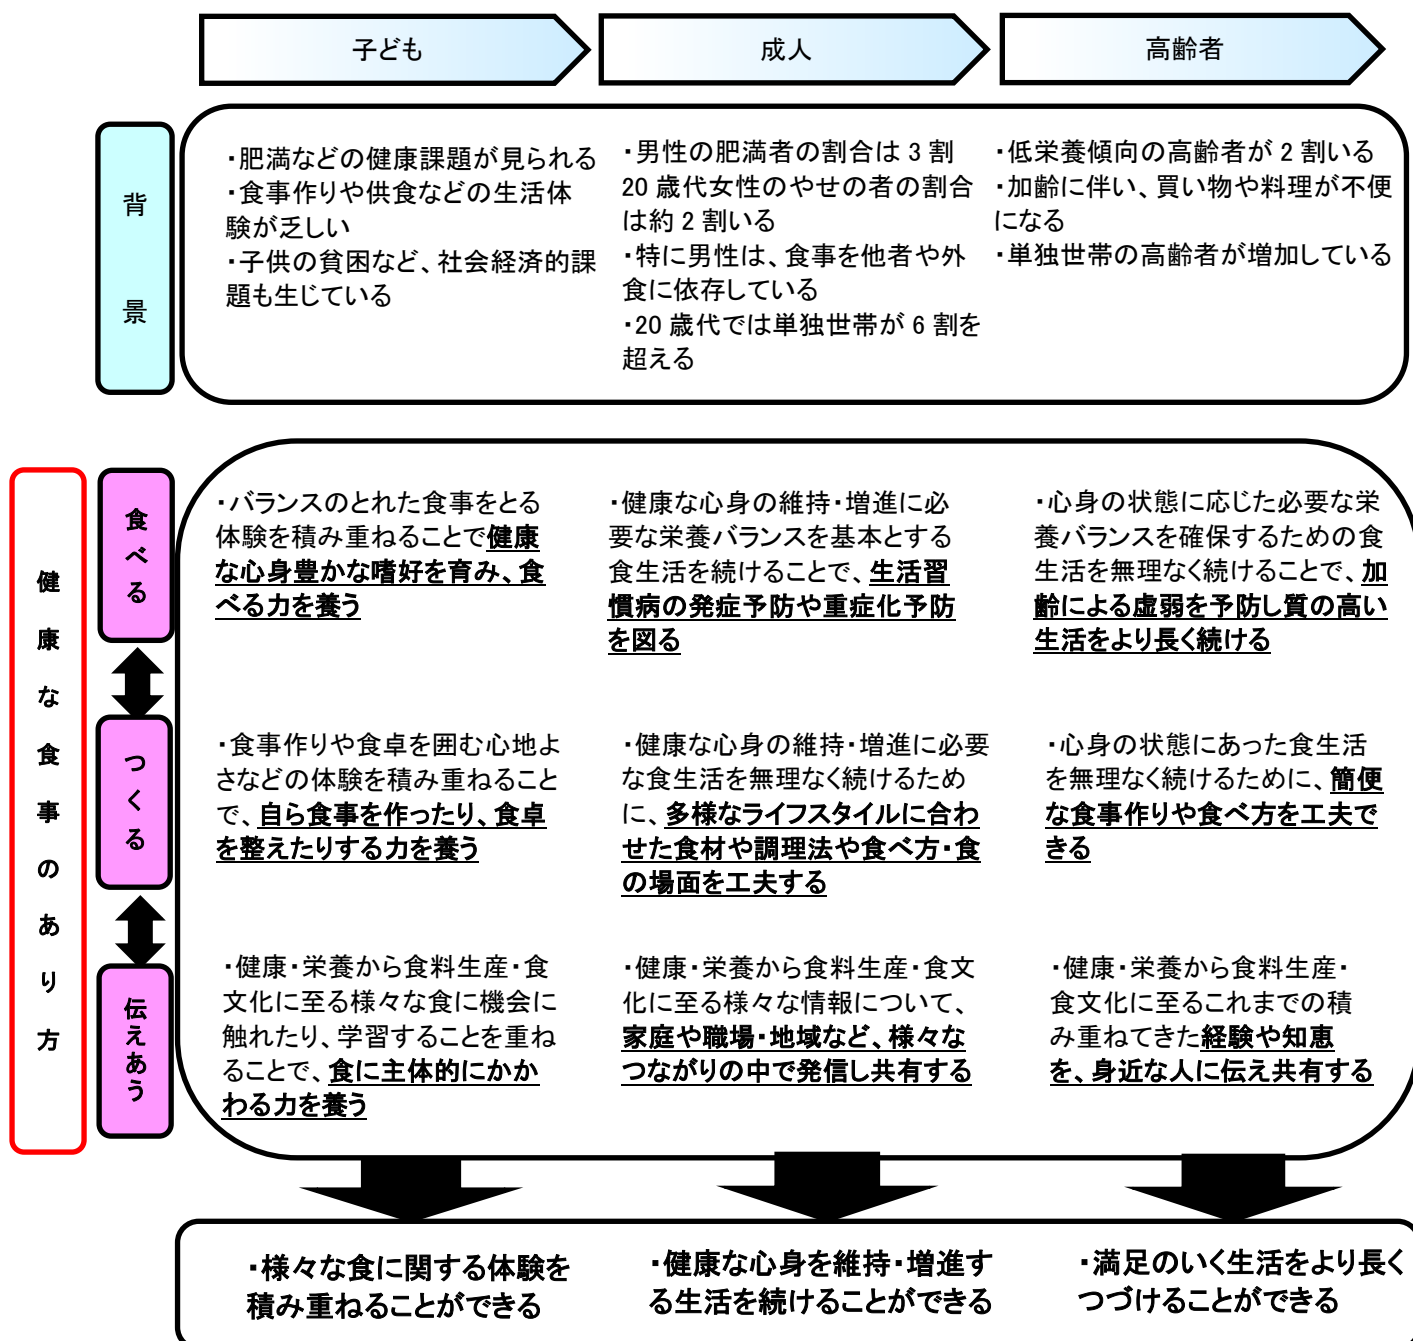 子ども
成人
高齢者
背景
・肥満などの健康課題が見られる
・食事作りや供食などの生活体
験が乏しい
・子供の貧困など、社会経済的課
題も生じている
・男性の肥満者の割合は 3 割
20 歳代女性のやせの者の割合
は約 2 割いる
・特に男性は、食事を他者や外
食に依存している
・20 歳代では単独世帯が 6 割を
超える
・低栄養傾向の高齢者が 2 割いる
・加齢に伴い、買い物や料理が不便
になる
・単独世帯の高齢者が増加している
健康な食事のあり方
食べる
・バランスのとれた食事をとる
体験を積み重ねることで健康
な心身豊かな嗜好を育み、食
べる力を養う
・健康な心身の維持・増進に必
要な栄養バランスを基本とする
食生活を続けることで、生活習
慣病の発症予防や重症化予防
を図る
・心身の状態に応じた必要な栄
養バランスを確保するための食
生活を無理なく続けることで、加
齢による虚弱を予防し質の高い
生活をより長く続ける
つくる
・食事作りや食卓を囲む心地よ
さなどの体験を積み重ねること
で、自ら食事を作ったり、食卓
を整えたりする力を養う
・健康な心身の維持・増進に必要
な食生活を無理なく続けるため
に、多様なライフスタイルに合わ
せた食材や調理法や食べ方・食
の場面を工夫する
・心身の状態にあった食生活
を無理なく続けるために、簡便
な食事作りや食べ方を工夫で
きる
伝えあう
・健康・栄養から食料生産・食
文化に至る様々な食に機会に
触れたり、学習することを重ね
ることで、食に主体的にかか
わる力を養う
・健康・栄養から食料生産・食文
化に至る様々な情報について、
家庭や職場・地域など、様々な
つながりの中で発信し共有する
・健康・栄養から食料生産・
食文化に至るこれまでの積
み重ねてきた経験や知恵
を、身近な人に伝え共有する
・様々な食に関する体験を
積み重ねることができる
・健康な心身を維持・増進す
る生活を続けることができる
・満足のいく生活をより長く
つづけることができる